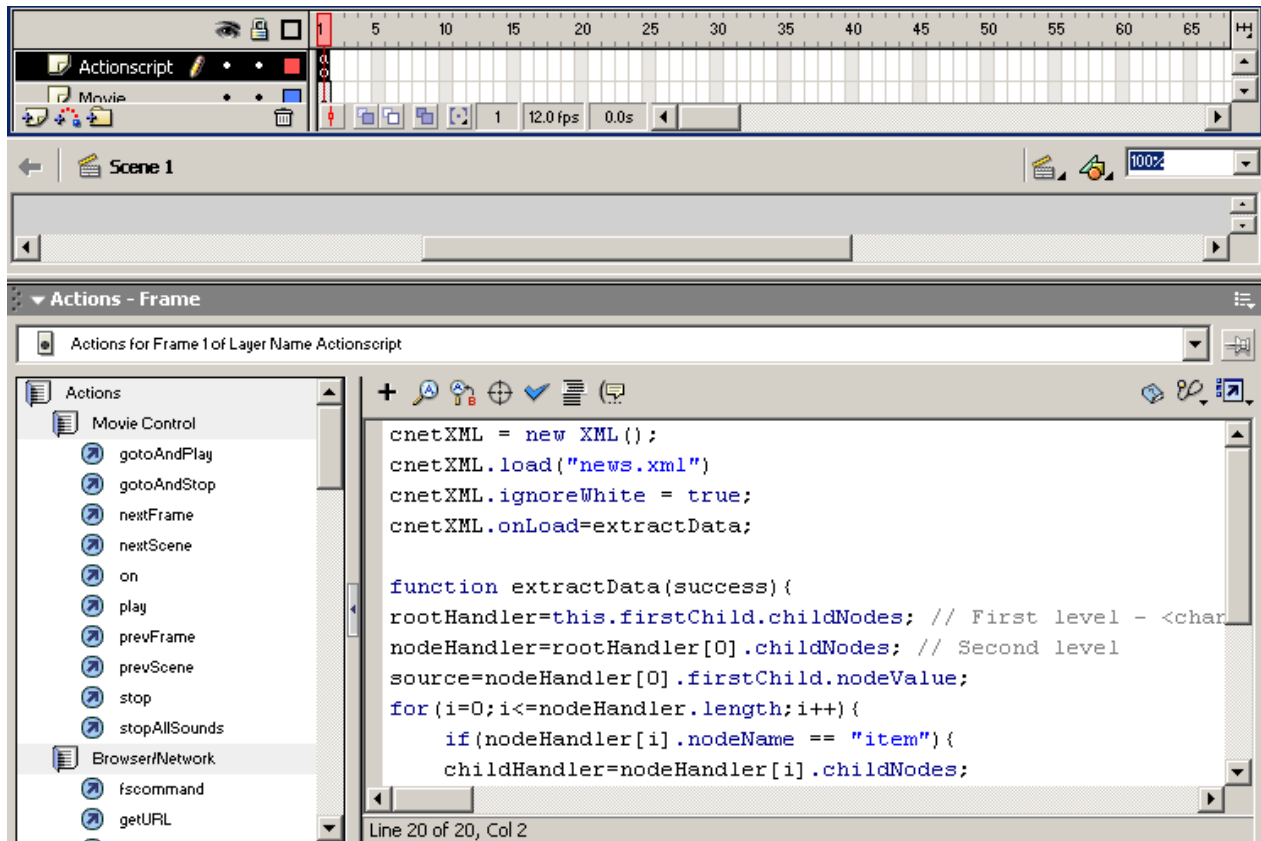 1 5 10 15 20 25 30 35 40 45 50 55 60 65
Actionscript
Movie
1 12.0 fps 0.0s
Scene 1
100%
Actions - Frame
Actions for Frame 1 of Layer Name Actionscript
Actions
Movie Control
gotoAndPlay
gotoAndStop
nextFrame
nextScene
on
play
prevFrame
prevScene
stop
stopAllSounds
Browser/Network
fscommand
getURL
cnetXML = new XML();
cnetXML.load("news.xml")
cnetXML.ignoreWhite = true;
cnetXML.onLoad=extractData;
function extractData(success){
rootHandler=this.firstChild.childNodes; // First level - <char
nodeHandler=rootHandler[0].childNodes; // Second level
source=nodeHandler[0].firstChild.nodeValue;
for(i=0;i<=nodeHandler.length;i++){
if(nodeHandler[i].nodeName == "item"){
childHandler=nodeHandler[i].childNodes;
Line 20 of 20, Col 2